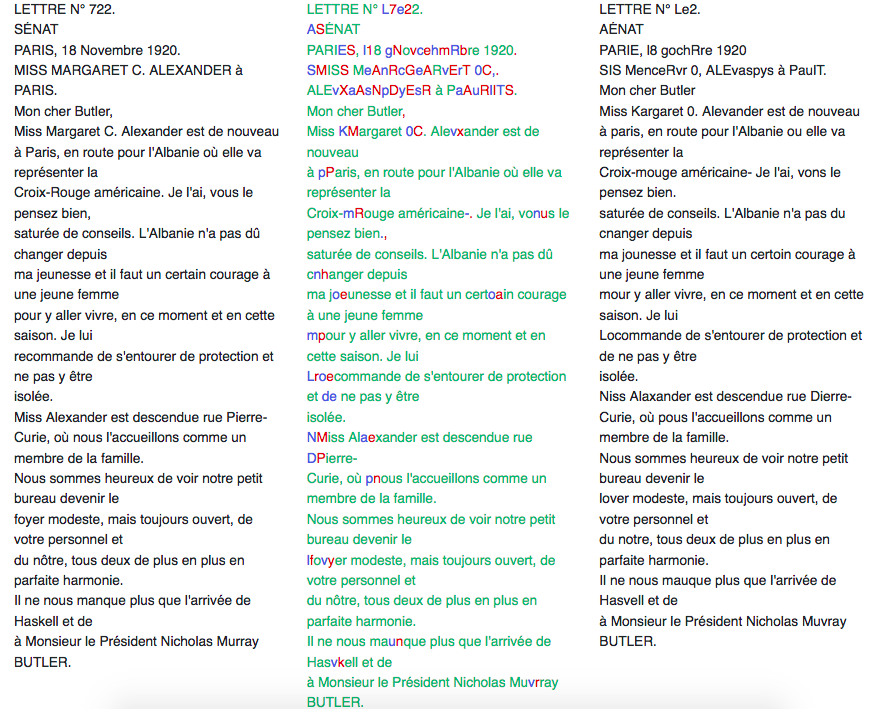 LETTRE N° 722.
SÉNAT
PARIS, 18 Novembre 1920.
MISS MARGARET C. ALEXANDER à
PARIS.
Mon cher Butler,
Miss Margaret C. Alexander est de nouveau
à Paris, en route pour l'Albanie où elle va
représenter la
Croix-Rouge américaine. Je l'ai, vous le
pensez bien,
saturée de conseils. L'Albanie n'a pas dû
changer depuis
ma jeunesse et il faut un certain courage à
une jeune femme
pour y aller vivre, en ce moment et en cette
saison. Je lui
recommande de s'entourer de protection et
ne pas y être
isolée.
Miss Alexander est descendue rue Pierre-
Curie, où nous l'accueillons comme un
membre de la famille.
Nous sommes heureux de voir notre petit
bureau devenir le
foyer modeste, mais toujours ouvert, de
votre personnel et
du nôtre, tous deux de plus en plus en
parfaite harmonie.
Il ne nous manque plus que l'arrivée de
Haskell et de
à Monsieur le Président Nicholas Murray
BUTLER.
LETTRE N° L7e22.
ASÉNAT
PARIES, l18 gNovcehmRbre 1920.
SMISS MeAnRcGeARvErT 0C,.
ALEvXaAsNpDyEsR à PaAuRIITS.
Mon cher Butler,
Miss KMargaret 0C. Alevxander est de
nouveau
à pParis, en route pour l'Albanie où elle va
représenter la
Croix-mRouge américaine-. Je l'ai, vonus le
pensez bien.,
saturée de conseils. L'Albanie n'a pas dû
cnhanger depuis
ma joeunesse et il faut un certoain courage
à une jeune femme
mpour y aller vivre, en ce moment et en
cette saison. Je lui
Lroecommande de s'entourer de protection
et de ne pas y être
isolée.
NMiss Alaexander est descendue rue
DPierre-
Curie, où pnous l'accueillons comme un
membre de la famille.
Nous sommes heureux de voir notre petit
bureau devenir le
lfovyer modeste, mais toujours ouvert, de
votre personnel et
du nôtre, tous deux de plus en plus en
parfaite harmonie.
Il ne nous maunque plus que l'arrivée de
Hasvkell et de
à Monsieur le Président Nicholas Muvrray
BUTLER.
LETTRE N° Le2.
AÉNAT
PARIE, l8 gochRre 1920
SIS MenceRvr 0, ALEvaspys à PaulT.
Mon cher Butler
Miss Kargaret 0. Alevander est de nouveau
à paris, en route pour l'Albanie ou elle va
représenter la
Croix-mouge américaine- Je l'ai, vons le
pensez bien.
saturée de conseils. L'Albanie n'a pas du
cnanger depuis
ma jounesse et il faut un certoin courage à
une jeune femme
mour y aller vivre, en ce moment et en cette
saison. Je lui
Locommande de s'entourer de protection et
de ne pas y être
isolée.
Niss Alaxander est descendue rue Dierre-
Curie, où pous l'accueillons comme un
membre de la famille.
Nous sommes heureux de voir notre petit
bureau devenir le
lover modeste, mais toujours ouvert, de
votre personnel et
du notre, tous deux de plus en plus en
parfaite harmonie.
Il ne nous mauque plus que l'arrivée de
Hasvell et de
à Monsieur le Président Nicholas Muvray
BUTLER.